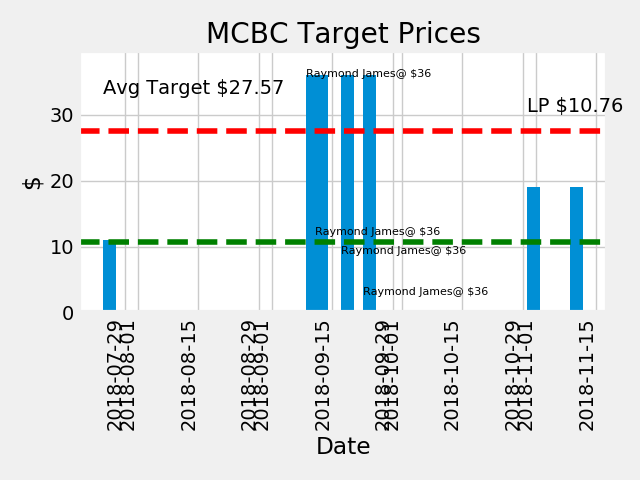 MCBC Target Prices
Raymond James@ $36
Avg Target $27.57
LP $10.76
Raymond James@ $36
Raymond James@ $36
Raymond James@ $36
$
30
20
10
0
2018-07-29
2018-08-01
2018-08-15
2018-08-29
2018-09-01
2018-09-15
2018-09-29
2018-10-01
2018-10-15
2018-10-29
2018-11-01
2018-11-15
Date